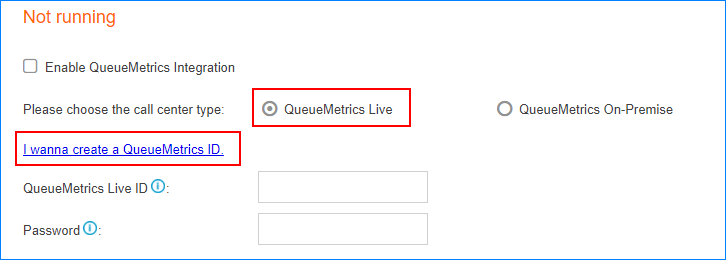 Not running
Enable QueueMetrics Integration
Please choose the call center type: QueueMetrics Live QueueMetrics On-Premise
I wanna create a QueueMetrics ID.
QueueMetrics Live ID ⓘ:
Password ⓘ: